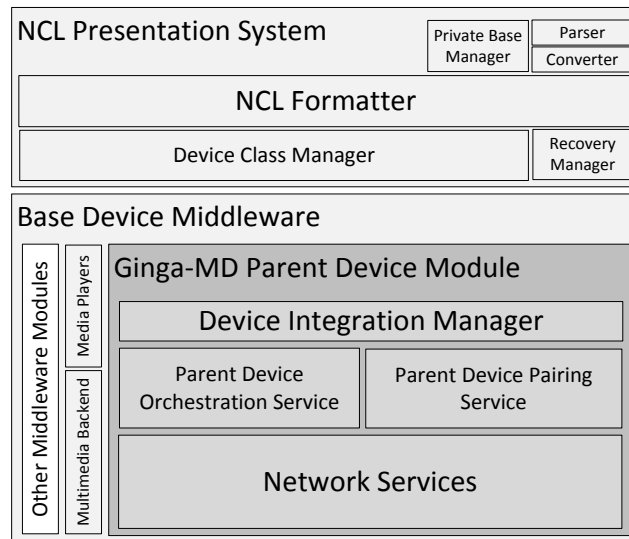 NCL Presentation System
Private Base
Manager
Parser
Converter
NCL Formatter
Device Class Manager
Recovery
Manager
Base Device Middleware
Other Middleware Modules
Media Players
Multimedia Backend
Ginga-MD Parent Device Module
Device Integration Manager
Parent Device
Orchestration Service
Parent Device Pairing
Service
Network Services